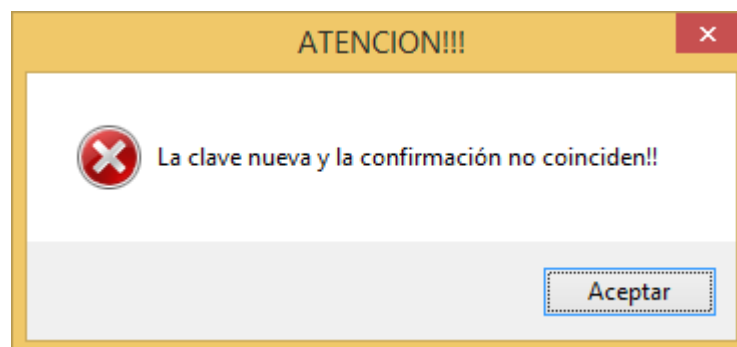 ATENCION!!!
La clave nueva y la confirmación no coinciden!!
Aceptar